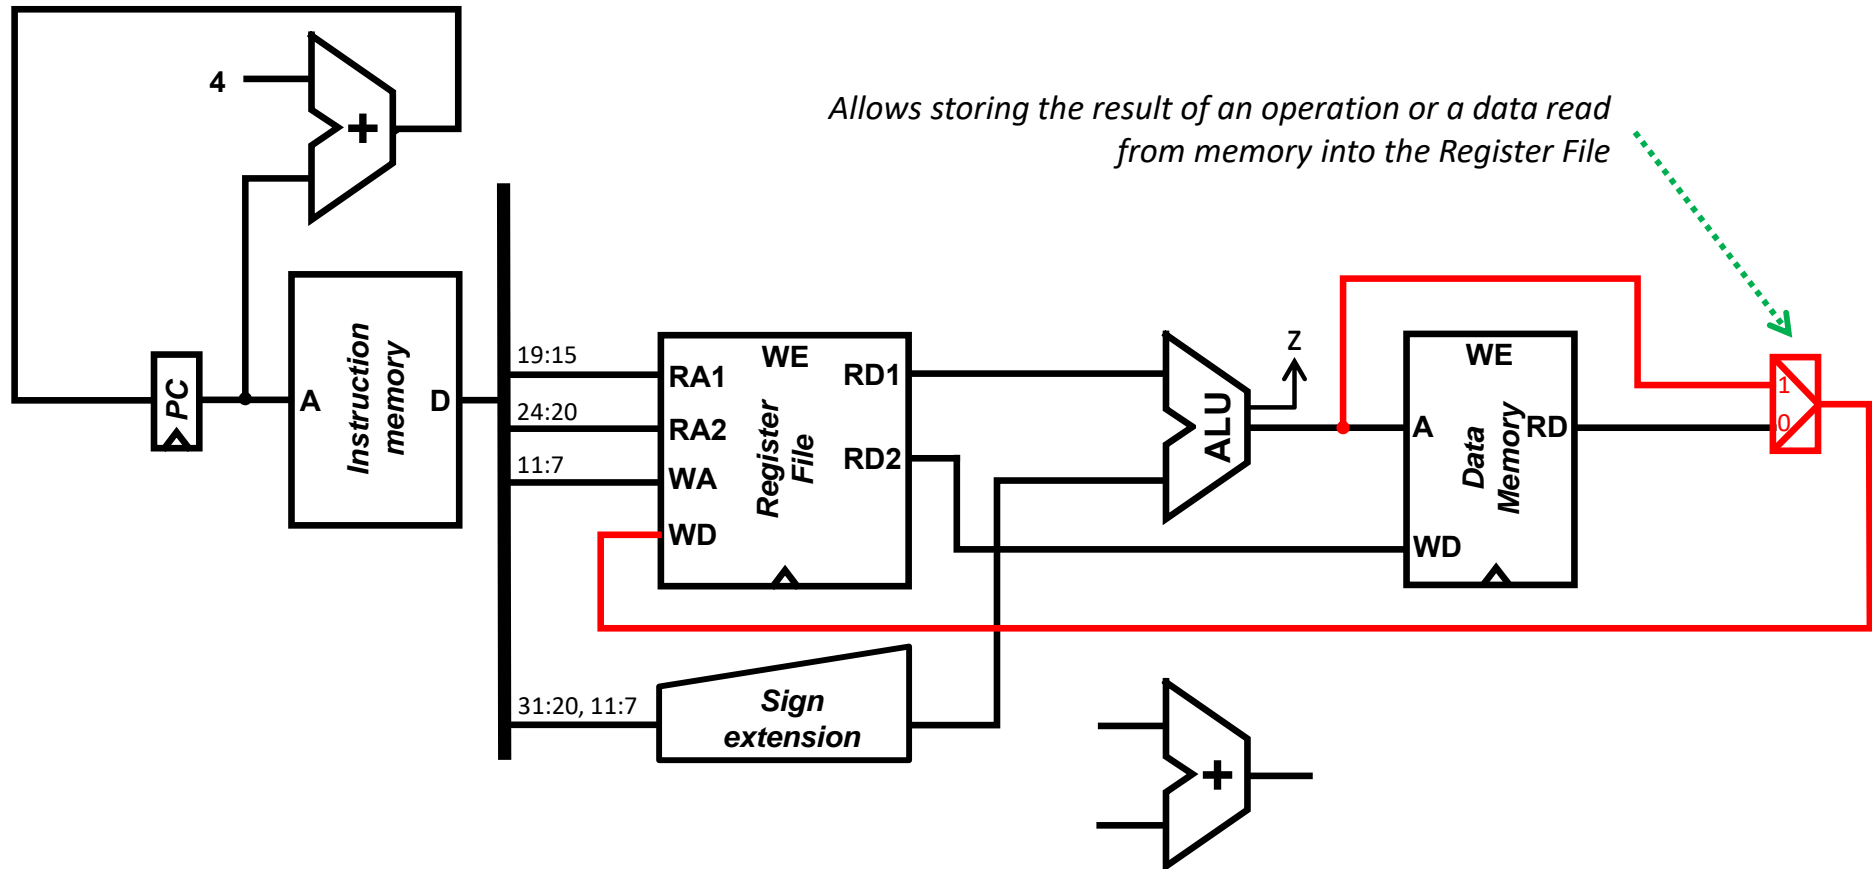 4
+
Allows storing the result of an operation or a data read
from memory into the Register File
PC
A
Instruction
memory
D
19:15
24:20
11:7
31:20, 11:7
RA1
RA2
WA
WD
WE
Register
File
RD1
RD2
Sign
extension
ALU
Z
+
A
WD
WE
Data
Memory
RD
1
0